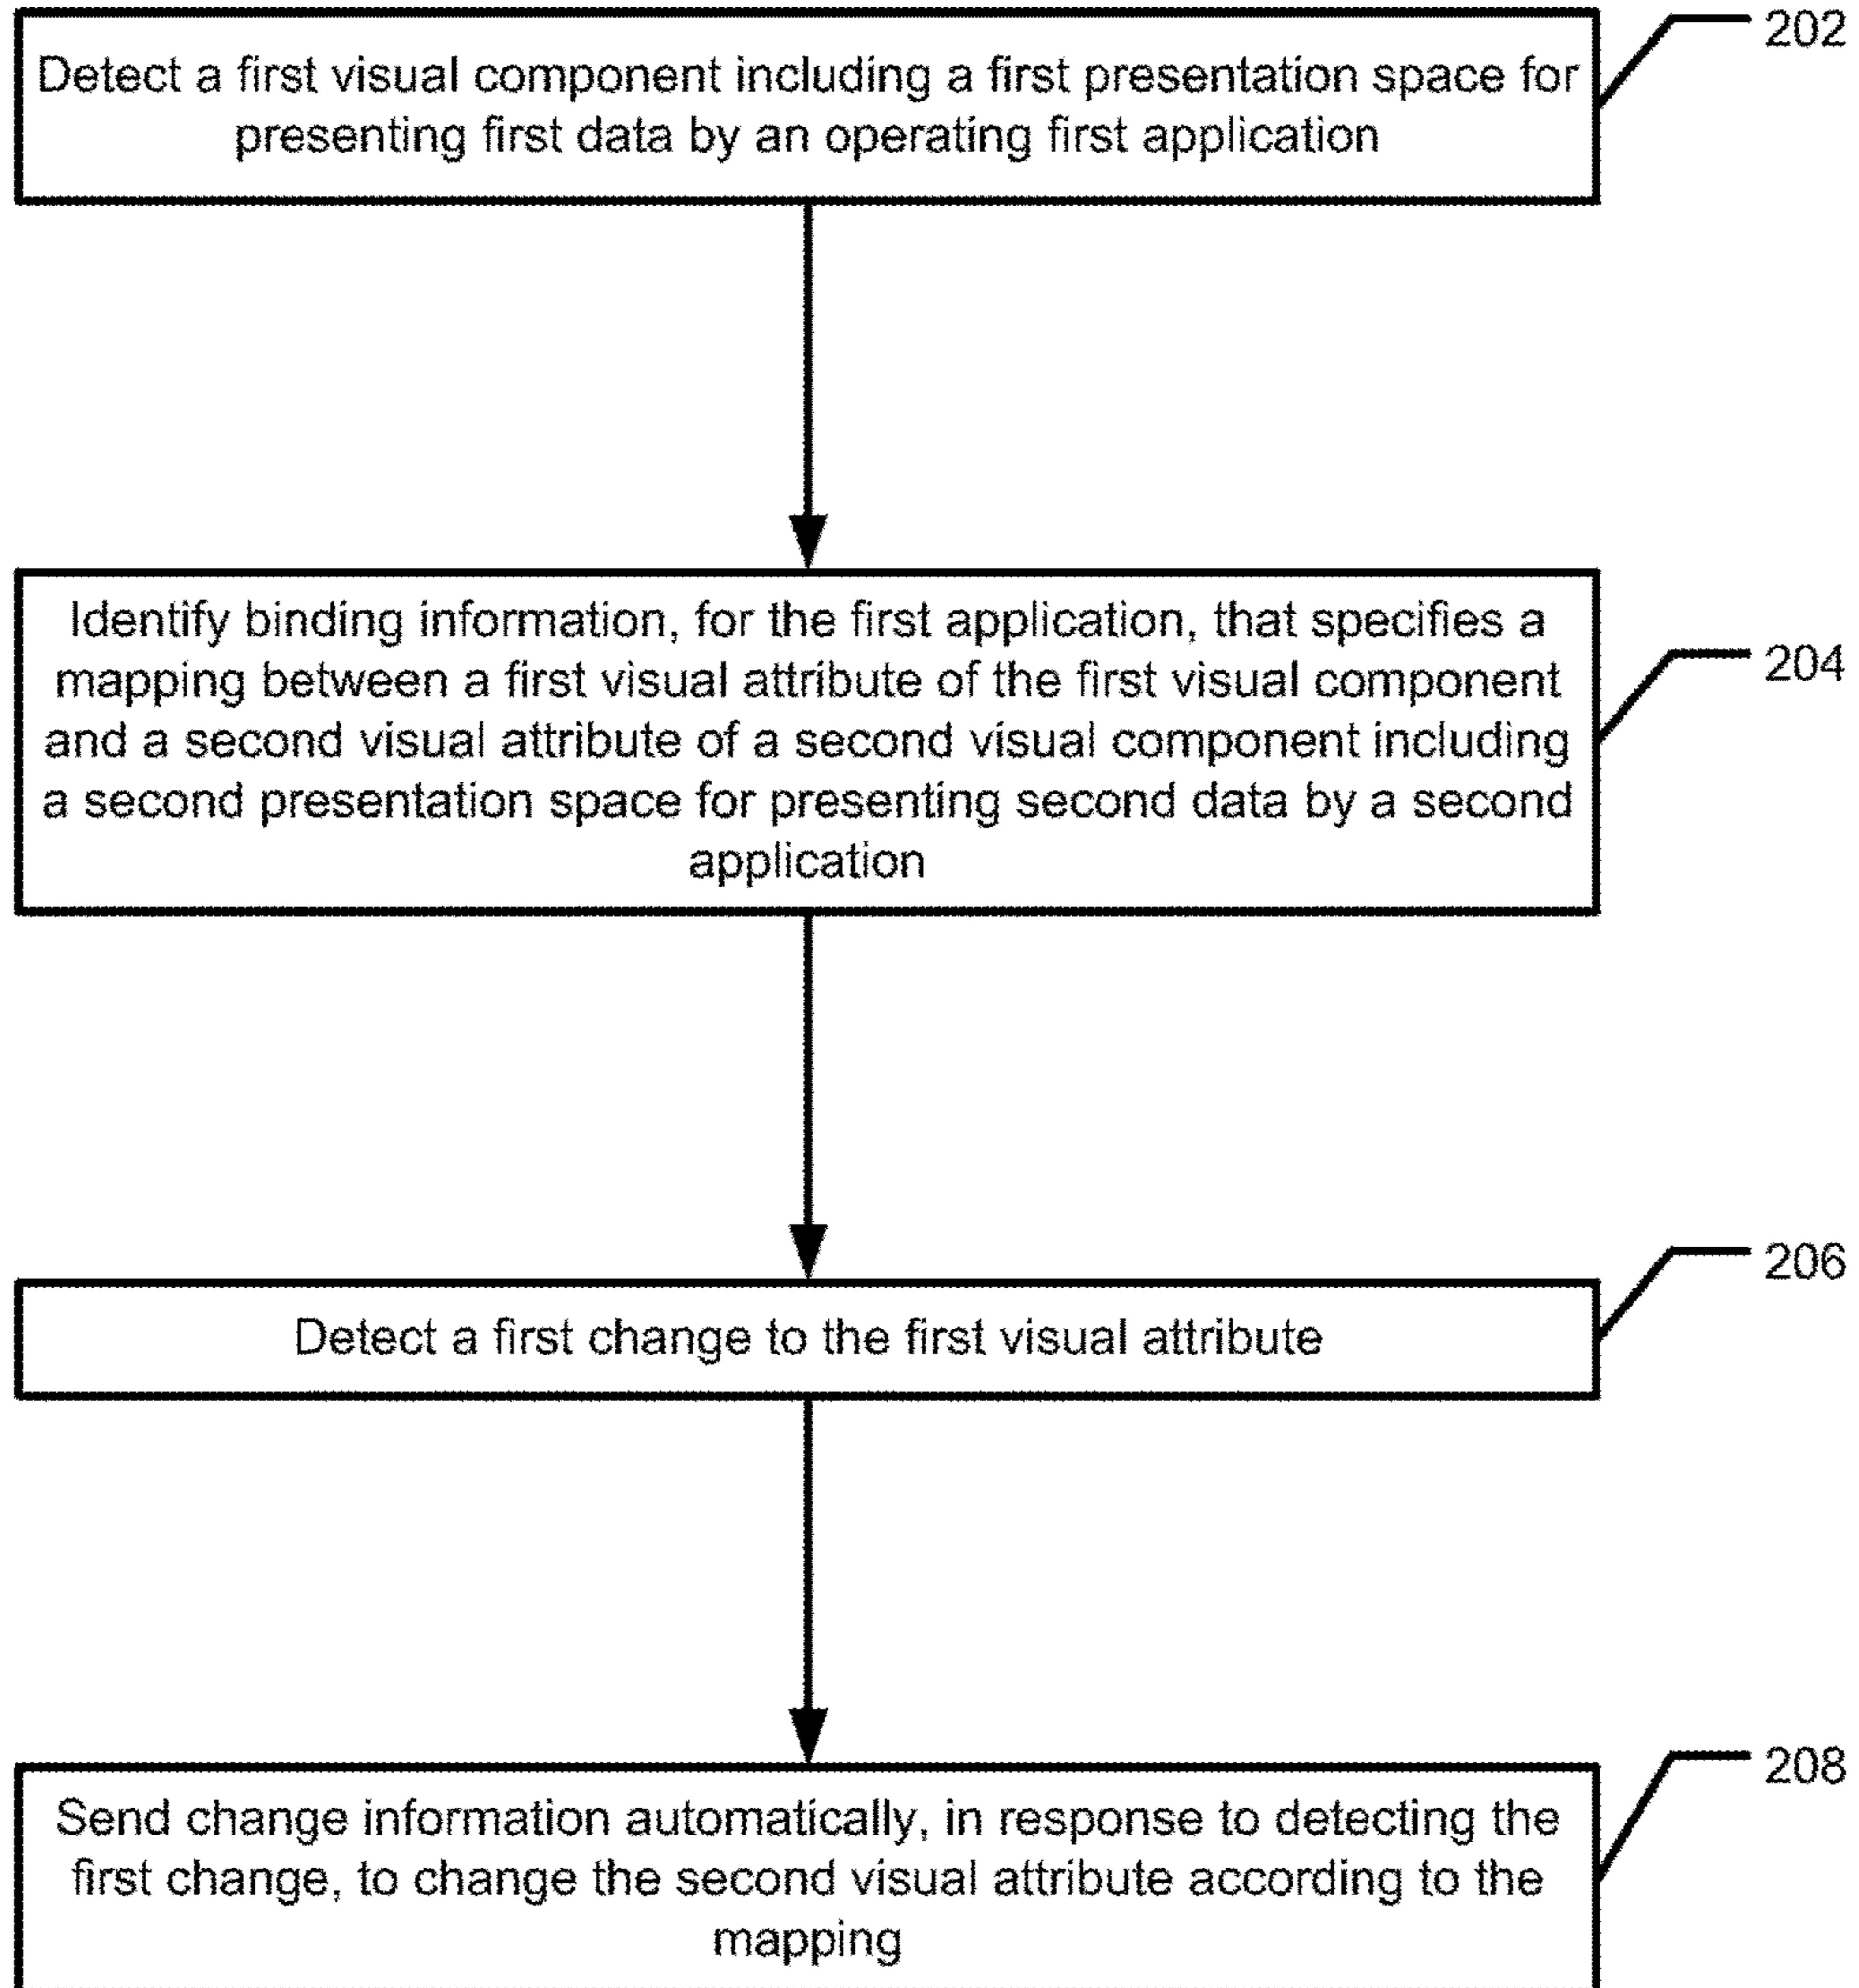 202
Detect a first visual component including a first presentation space for
presenting first data by an operating first application
Identify binding information, for the first application, that specifies a
mapping between a first visual attribute of the first visual component
and a second visual attribute of a second visual component including
a second presentation space for presenting second data by a second
application
204
Detect a first change to the first visual attribute
206
Send change information automatically, in response to detecting the
first change, to change the second visual attribute according to the
mapping
208